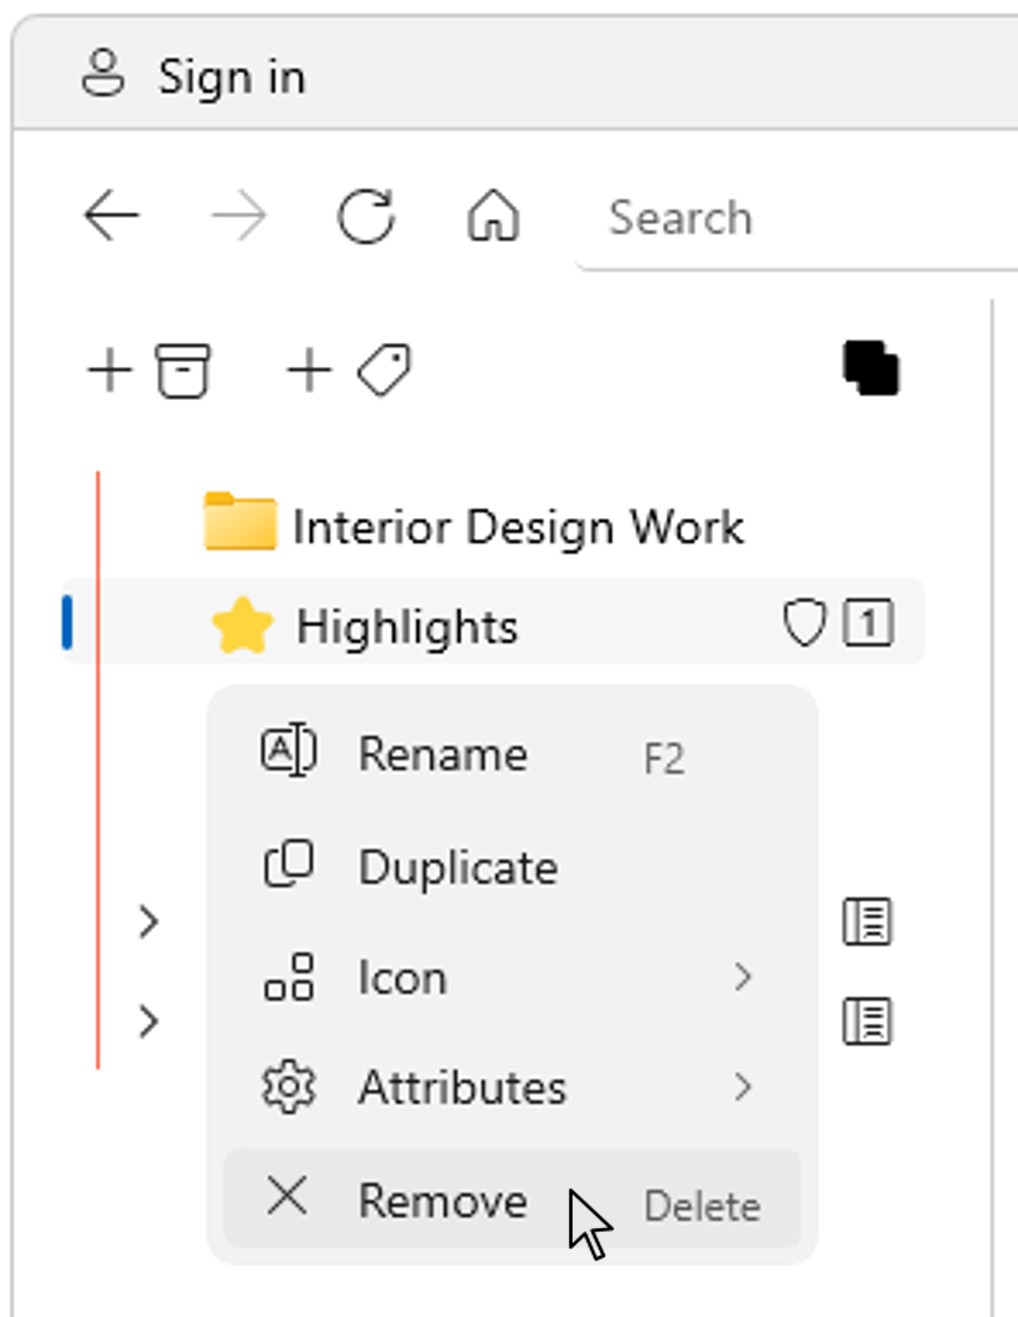 Sign in
Search
Interior Design Work
Highlights 1
Rename F2
Duplicate
Icon
Attributes
Remove Delete